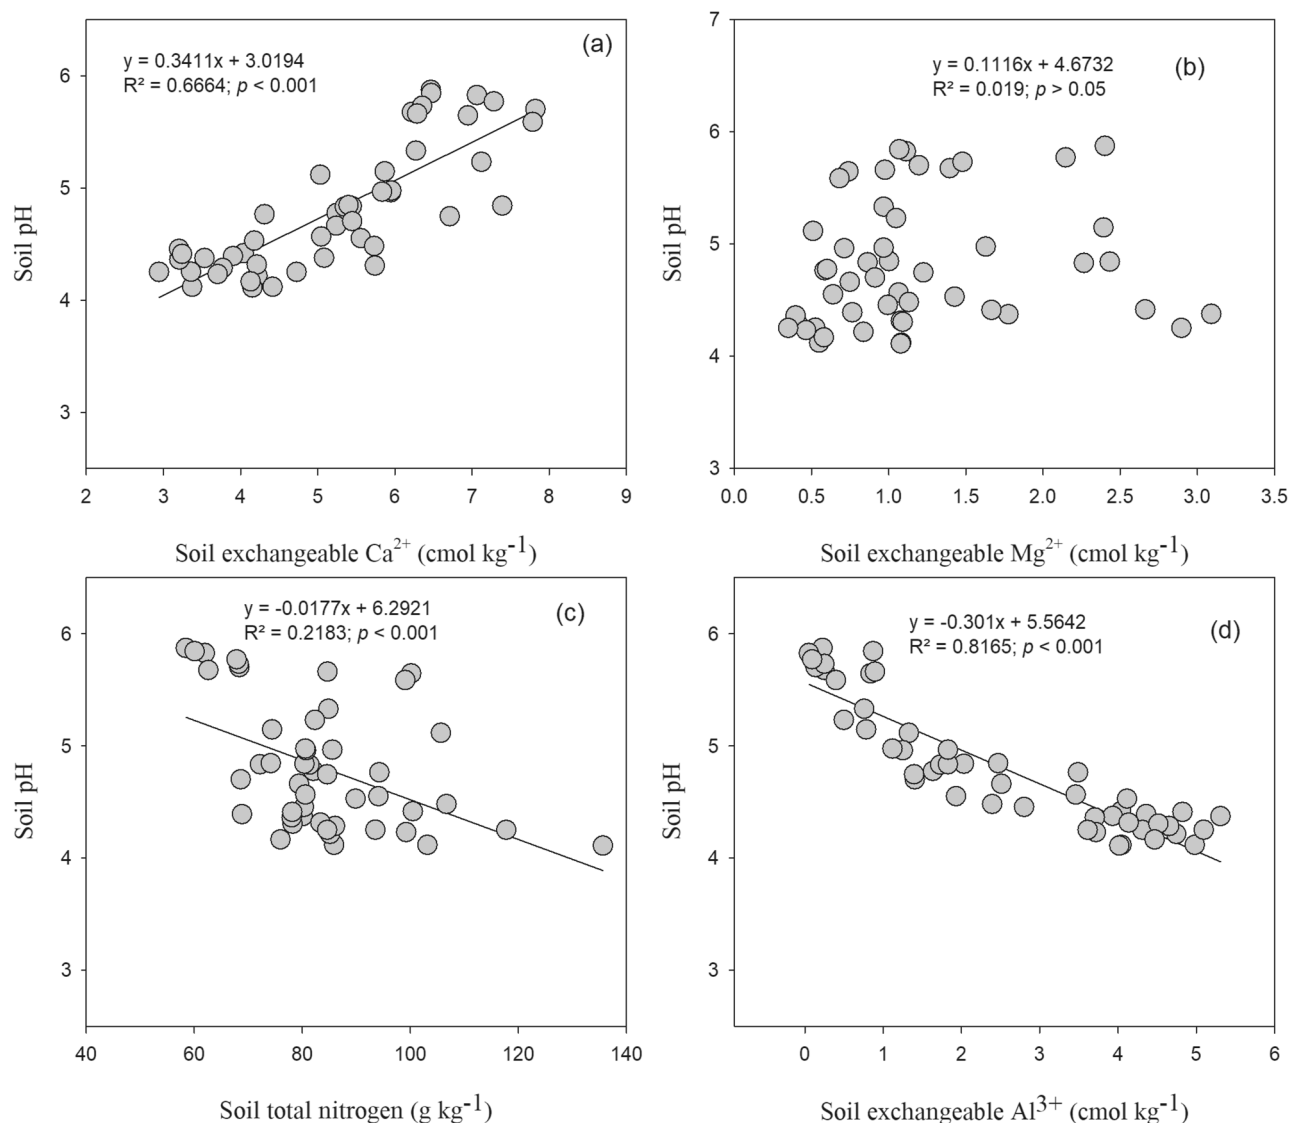 (a)
y = 0.3411x + 3.0194
R² = 0.6664; p < 0.001
6
5
4
3
Soil pH
2 3 4 5 6 7 8 9
Soil exchangeable Ca²⁺ (cmol kg⁻¹)
(b)
y = 0.1116x + 4.6732
R² = 0.019; p > 0.05
7
6
5
4
3
Soil pH
0.0 0.5 1.0 1.5 2.0 2.5 3.0 3.5
Soil exchangeable Mg²⁺ (cmol kg⁻¹)
(c)
y = -0.0177x + 6.2921
R² = 0.2183; p < 0.001
6
5
4
3
Soil pH
40 60 80 100 120 140
Soil total nitrogen (g kg⁻¹)
(d)
y = -0.301x + 5.5642
R² = 0.8165; p < 0.001
6
5
4
3
Soil pH
0 1 2 3 4 5 6
Soil exchangeable Al³⁺ (cmol kg⁻¹)